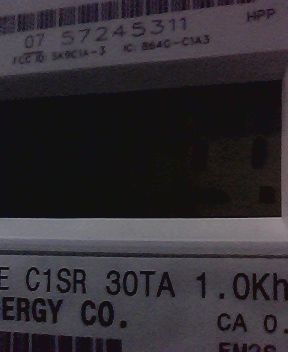 HPP
07 57245311
FCC ID: SK9C1A-3 IC: 864G-C1A3
E C1SR 30TA 1.0Kh
ERGY CO.
CA 0.